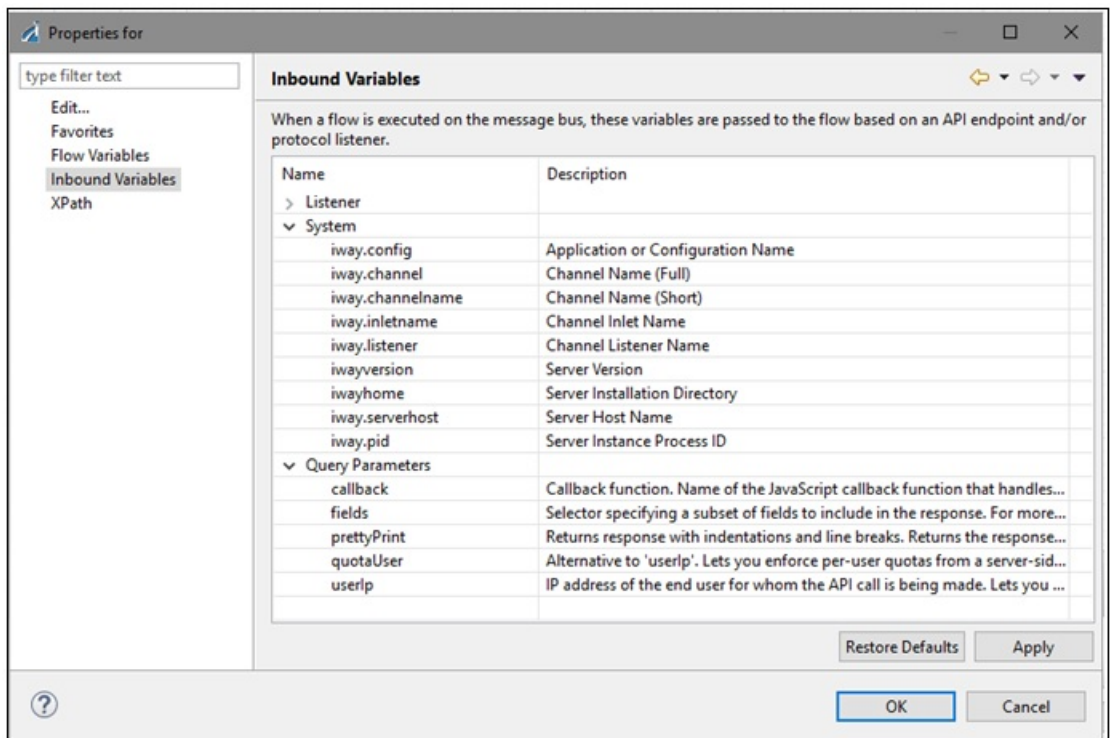 Properties for
type filter text
Edit...
Favorites
Flow Variables
Inbound Variables
XPath
Inbound Variables
When a flow is executed on the message bus, these variables are passed to the flow based on an API endpoint and/or
protocol listener.
Name Description
Listener
System
iway.config Application or Configuration Name
iway.channel Channel Name (Full)
iway.channelname Channel Name (Short)
iway.inletname Channel Inlet Name
iway.listener Channel Listener Name
iwayversion Server Version
iwayhome Server Installation Directory
iway.serverhost Server Host Name
iway.pid Server Instance Process ID
Query Parameters
callback Callback function. Name of the JavaScript callback function that handles...
fields Selector specifying a subset of fields to include in the response. For more...
prettyPrint Returns response with indentations and line breaks. Returns the response...
quotaUser Alternative to 'userIp'. Lets you enforce per-user quotas from a server-sid...
userIp IP address of the end user for whom the API call is being made. Lets you ...
Restore Defaults Apply
? OK Cancel